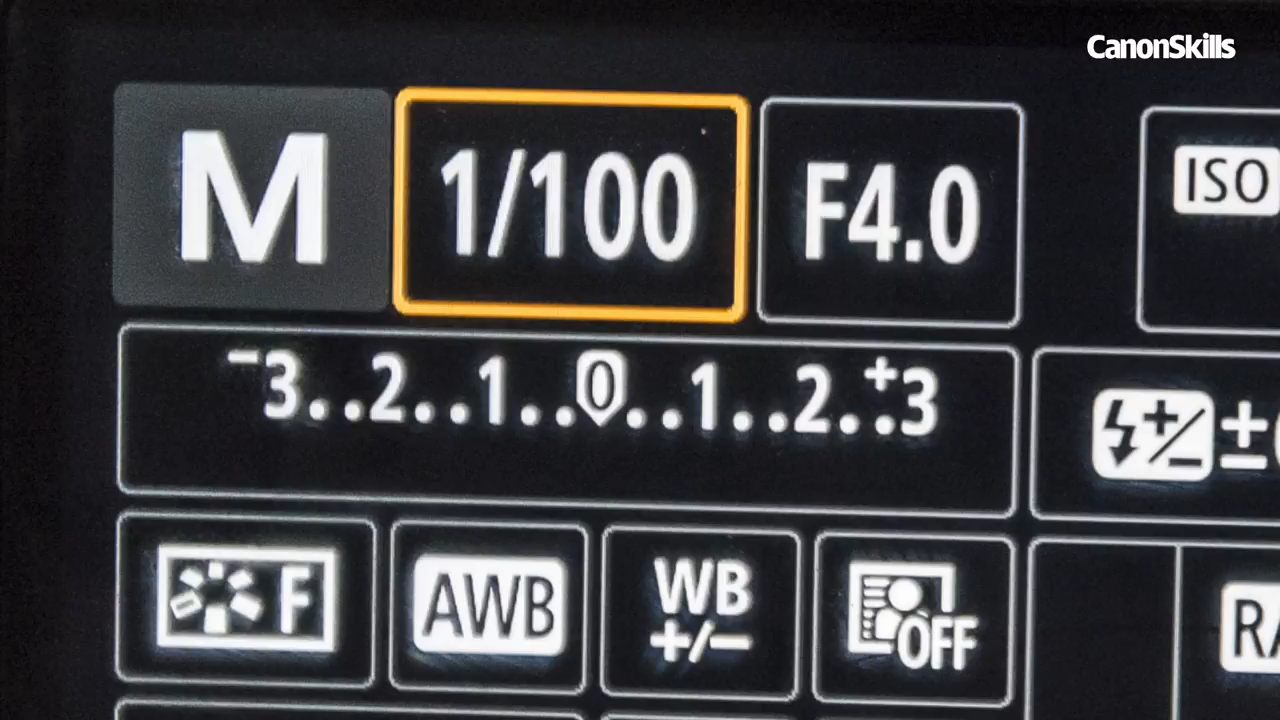 CanonSkills
M 1/100 F4.0 ISO
-3..2..1..0..1..2..+3
+/- ±
F AWB WB +/- OFF